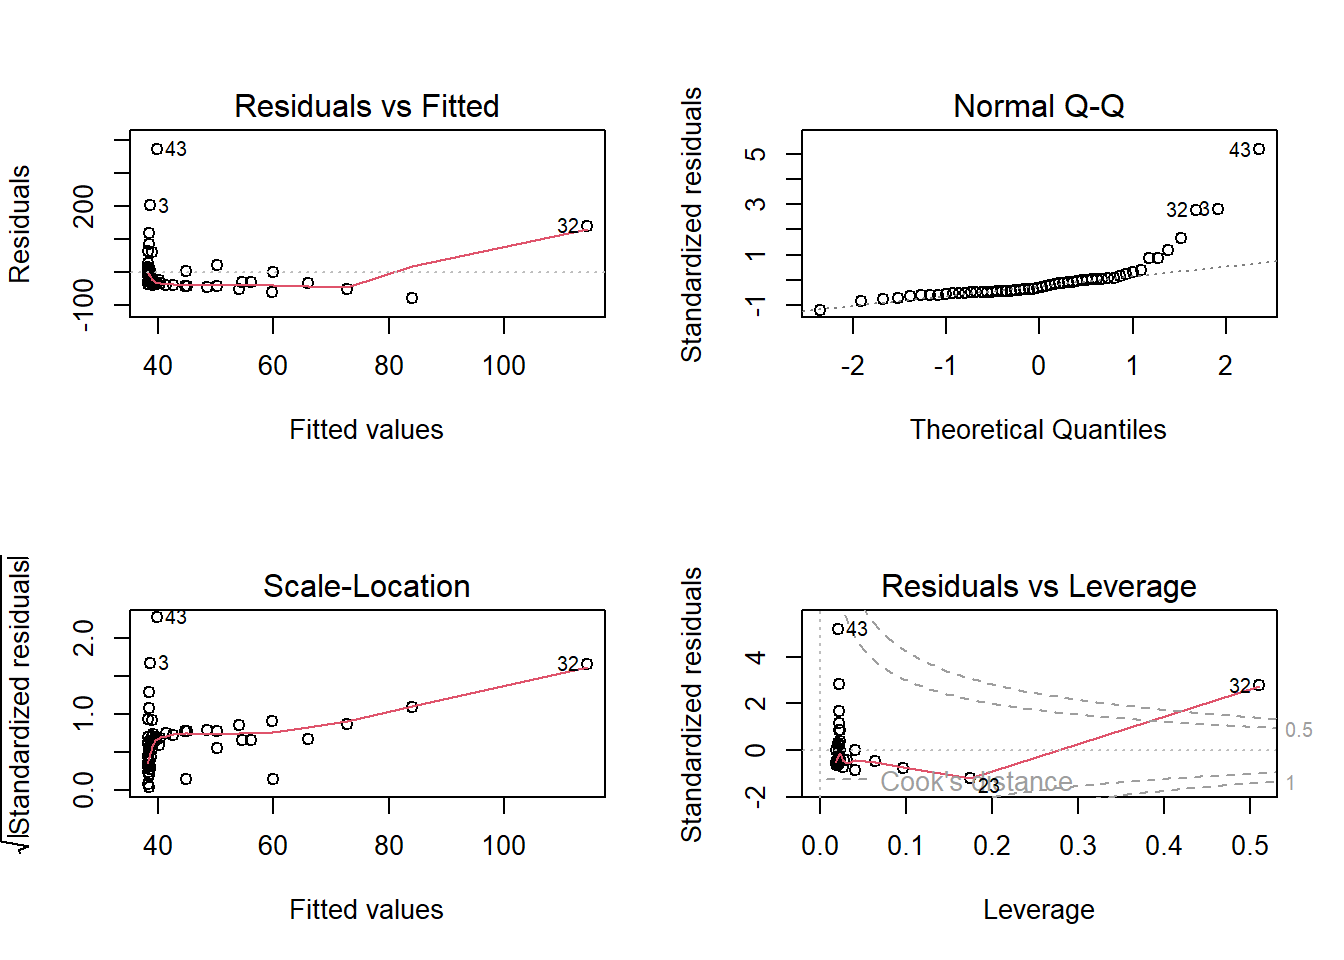 Residuals vs Fitted
Residuals
-100 200
43
3
32
40 60 80 100
Fitted values
Normal Q-Q
Standardized residuals
-1 1 3 5
43
32 3
-2 -1 0 1 2
Theoretical Quantiles
Scale-Location
√|Standardized residuals|
0.0 1.0 2.0
43
3
32
40 60 80 100
Fitted values
Residuals vs Leverage
Standardized residuals
-2 0 2 4
43
32
0.5
Cook's distance
23
1
0.0 0.1 0.2 0.3 0.4 0.5
Leverage